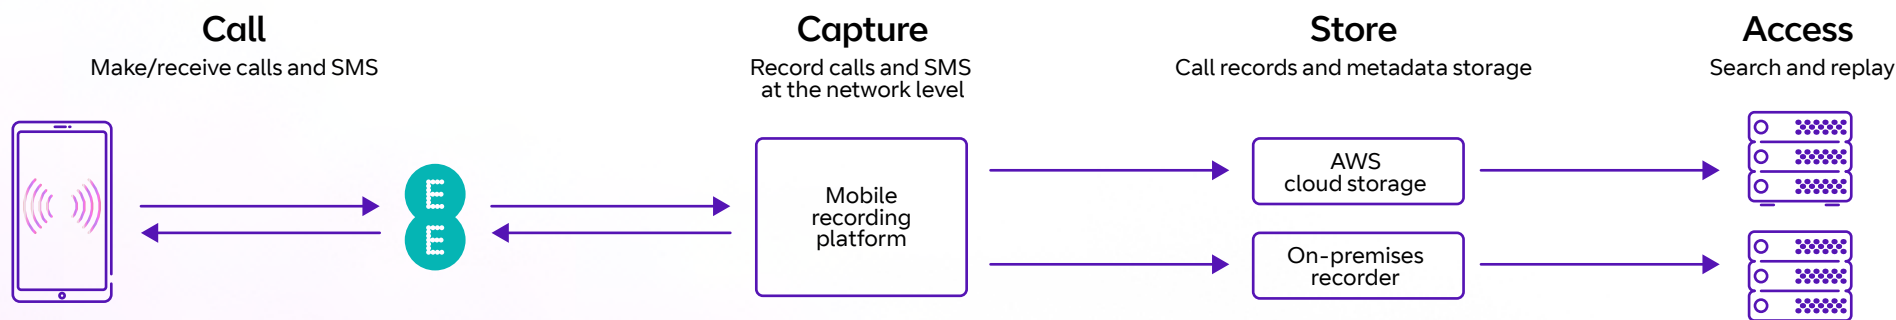 Call
Make/receive calls and SMS
Capture
Record calls and SMS
at the network level
Store
Call records and metadata storage
Access
Search and replay
E
E
Mobile
recording
platform
AWS
cloud storage
On-premises
recorder